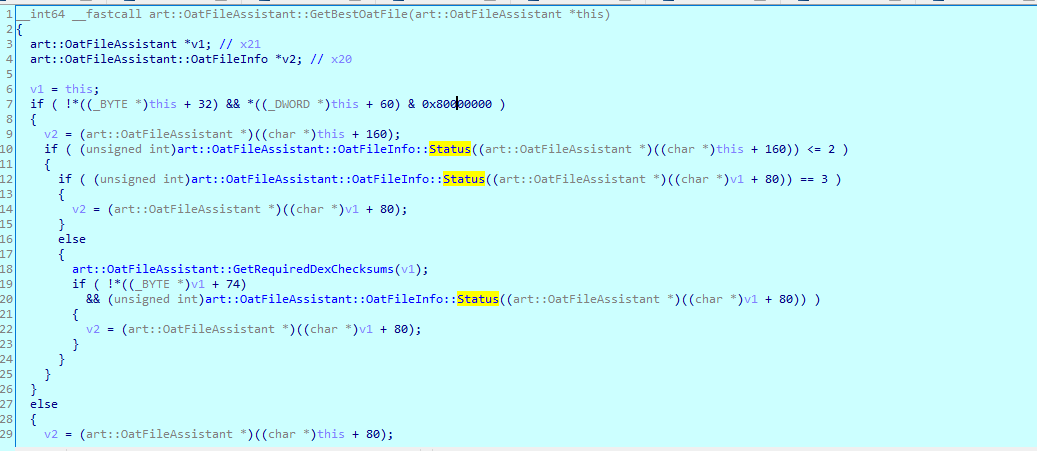 1 __int64 __fastcall art::OatFileAssistant::GetBestOatFile(art::OatFileAssistant *this)
2 {
3 art::OatFileAssistant *v1; // x21
4 art::OatFileAssistant::OatFileInfo *v2; // x20
5
6 v1 = this;
7 if ( !*((_BYTE *)this + 32) && *((_DWORD *)this + 60) & 0x80000000 )
8 {
9 v2 = (art::OatFileAssistant *)((char *)this + 160);
10 if ( (unsigned int)art::OatFileAssistant::OatFileInfo::Status((art::OatFileAssistant *)((char *)this + 160)) <= 2 )
11 {
12 if ( (unsigned int)art::OatFileAssistant::OatFileInfo::Status((art::OatFileAssistant *)((char *)v1 + 80)) == 3 )
13 {
14 v2 = (art::OatFileAssistant *)((char *)v1 + 80);
15 }
16 else
17 {
18 art::OatFileAssistant::GetRequiredDexChecksums(v1);
19 if ( !*((_BYTE *)v1 + 74)
20 && (unsigned int)art::OatFileAssistant::OatFileInfo::Status((art::OatFileAssistant *)((char *)v1 + 80)) )
21 {
22 v2 = (art::OatFileAssistant *)((char *)v1 + 80);
23 }
24 }
25 }
26 }
27 else
28 {
29 v2 = (art::OatFileAssistant *)((char *)this + 80);